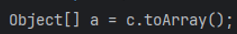 Object[] a = c.toArray();